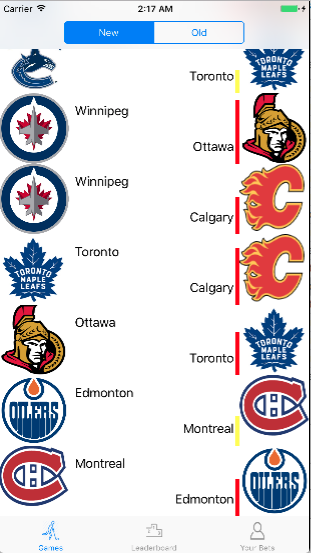 Carrier 2:17 AM
New Old
TORONTO
MAPLE
LEAFS
Toronto
Winnipeg
Ottawa
Winnipeg
Calgary
Toronto
TORONTO
MAPLE
LEAFS
Calgary
Ottawa
TORONTO
MAPLE
LEAFS
Toronto
Edmonton
OILERS
Montreal
Montreal
OILERS
Edmonton
Games Leaderboard Your Bets